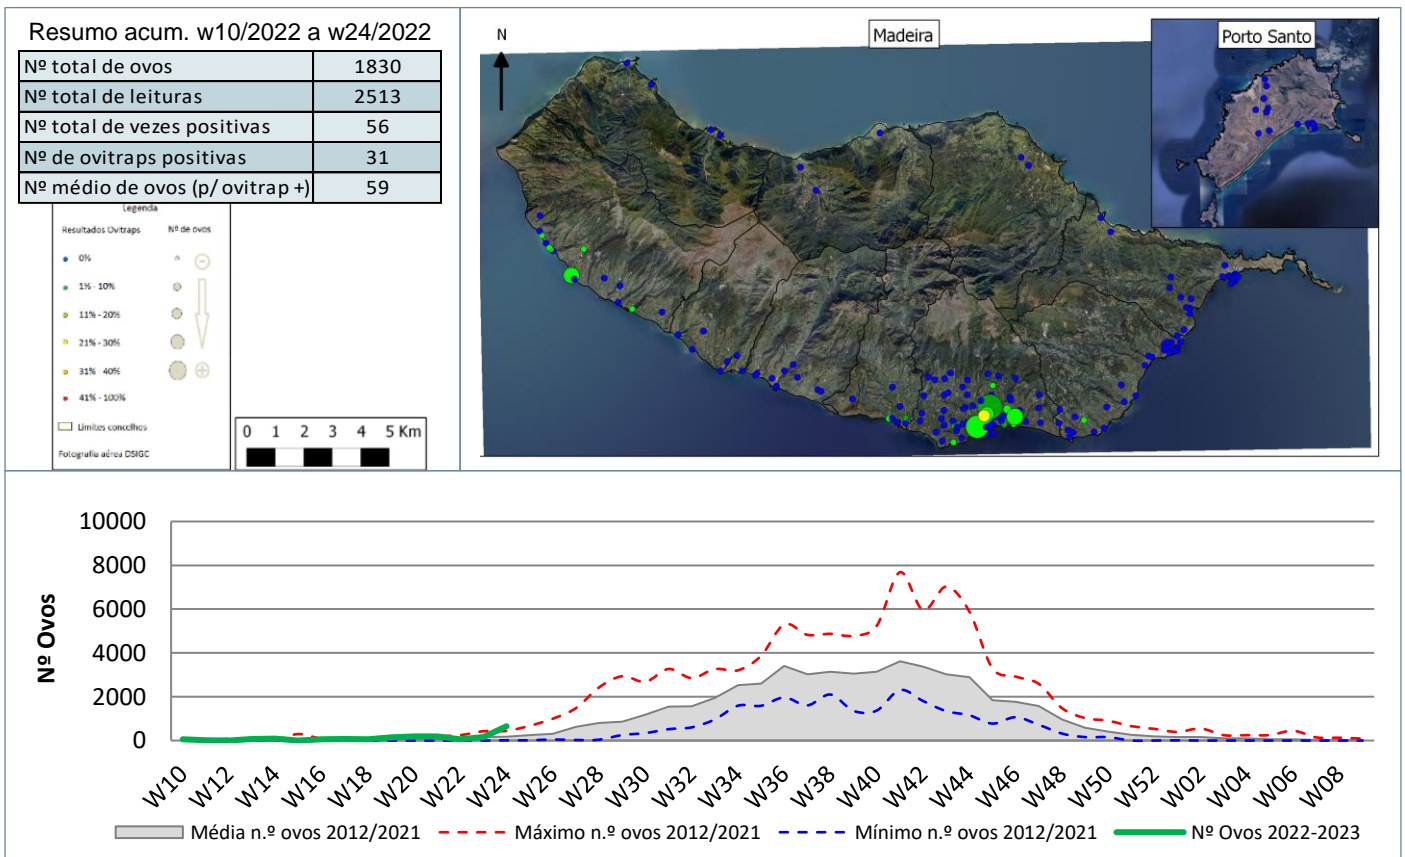 Resumo acum. w10/2022 a w24/2022
Nº total de ovos 1830
Nº total de leituras 2513
Nº total de vezes positivas 56
Nº de ovitraps positivas 31
Nº médio de ovos (p/ ovitrap +) 59
Legenda
Resultados Ovitraps Nº de ovos
0%
1% - 10%
11% - 20%
21% - 30%
31% - 40%
41% - 100%
Limites concelhos
Fotografia aérea DSIGC
0 1 2 3 4 5 Km
N
Madeira
Porto Santo
Nº Ovos
10000
8000
6000
4000
2000
0
W10 W12 W14 W16 W18 W20 W22 W24 W26 W28 W30 W32 W34 W36 W38 W40 W42 W44 W46 W48 W50 W52 W02 W04 W06 W08
Média n.º ovos 2012/2021 Máximo n.º ovos 2012/2021 Mínimo n.º ovos 2012/2021 Nº Ovos 2022-2023